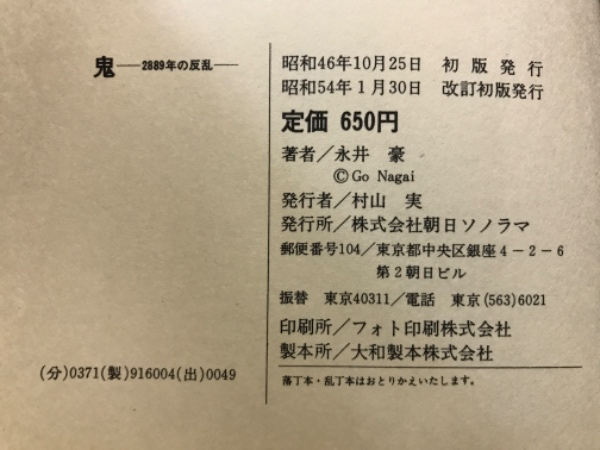 鬼――2889年の反乱――
昭和46年10月25日 初版発行
昭和54年1月30日 改訂初版発行
定価 650円
著者／永井 豪
©Go Nagai
発行者／村山 実
発行所／株式会社朝日ソノラマ
郵便番号104／東京都中央区銀座4－2－6
第2朝日ビル
振替 東京40311／電話 東京(563)6021
印刷所／フォト印刷株式会社
製本所／大和製本株式会社
(分)0371(製)916004(出)0049
落丁本・乱丁本はおとりかえいたします。